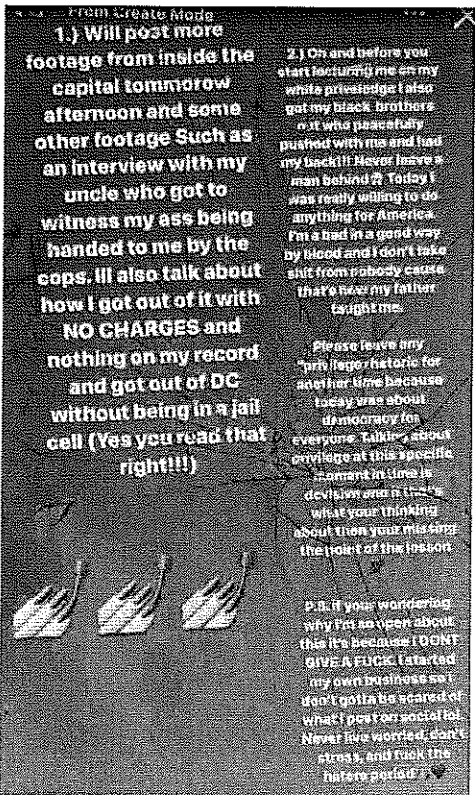 From Create Mode
1.) Will post more
footage from inside the
capital tommorow
afternoon and some
other footage Such as
an interview with my
uncle who got to
witness my ass being
handed to me by the
cops. Ill also talk about
how I got out of it with
NO CHARGES and
nothing on my record
and got out of DC
without being in a jail
cell (Yes you read that
right!!!)
2.) Oh and before you
start lecturing me on my
white priveledge I also
got my black brothers
out who peacefully
pushed with me and had
my back!!! Never leave a
man behind Today I
was really willing to do
anything for America.
I'm a bad in a good way
by blood and I don't take
shit from nobody cause
that's how my father
taught me.
Please leave any
"privilege rhetoric for
another time because
today was about
democracy for
everyone. Talking about
privilege at this specific
moment in time is
devision and that's
what your thinking
about then your missing
the point of the lesson
P.S. if your wondering
why I'm so open about
this it's because I DONT
GIVE A FUCK. I started
my own business so I
don't gotta be scared of
what I post on social lol.
Never live worried, don't
stress, and fuck the
haters period